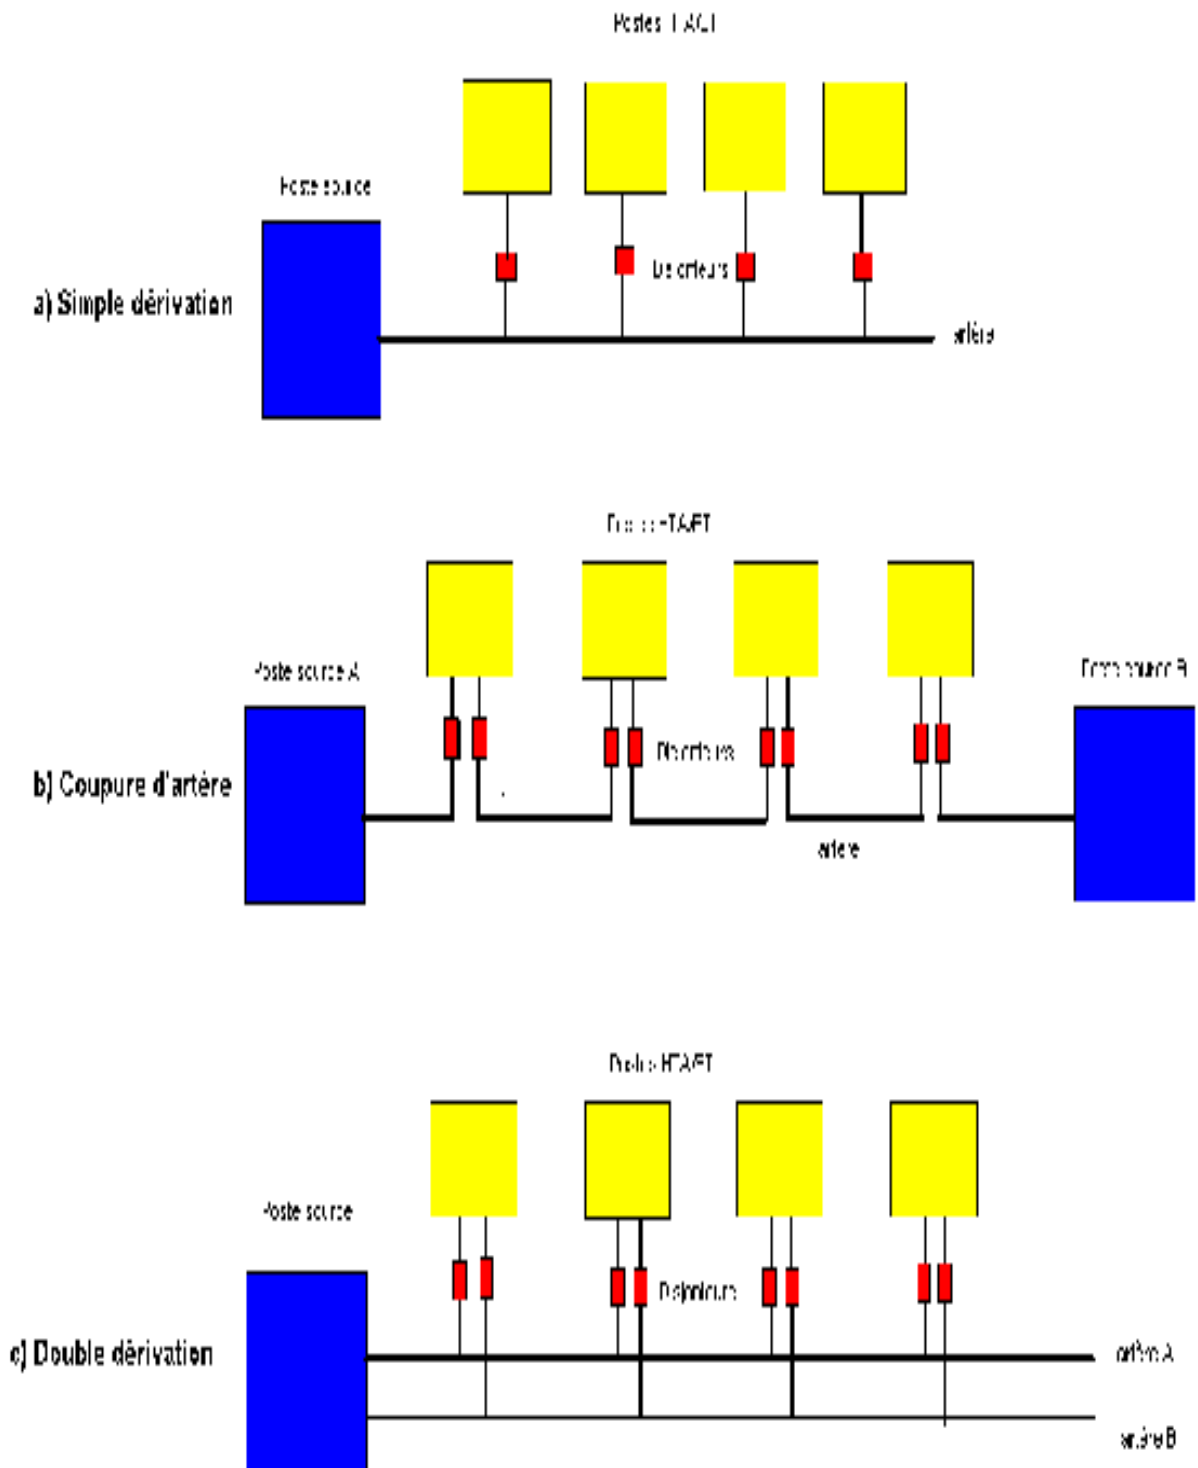 Postes HTA/BT
Poste source
Disjoncteurs
a) Simple dérivation
artère
Postes HTA/BT
Poste source A
Poste source B
Disjoncteurs
b) Coupure d'artère
artère
Postes HTA/BT
Poste source
Disjoncteurs
c) Double dérivation
artère A
artère B